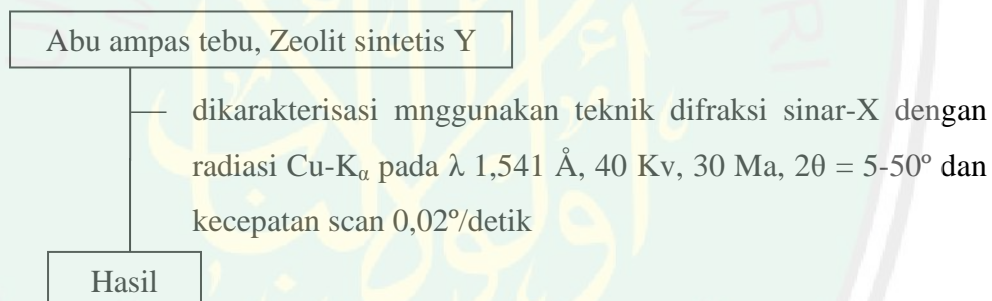 Abu ampas tebu, Zeolit sintetis Y
dikarakterisasi mnggunakan teknik difraksi sinar-X dengan
radiasi Cu-Kα pada λ 1,541 Å, 40 Kv, 30 Ma, 2θ = 5-50º dan
kecepatan scan 0,02º/detik
Hasil